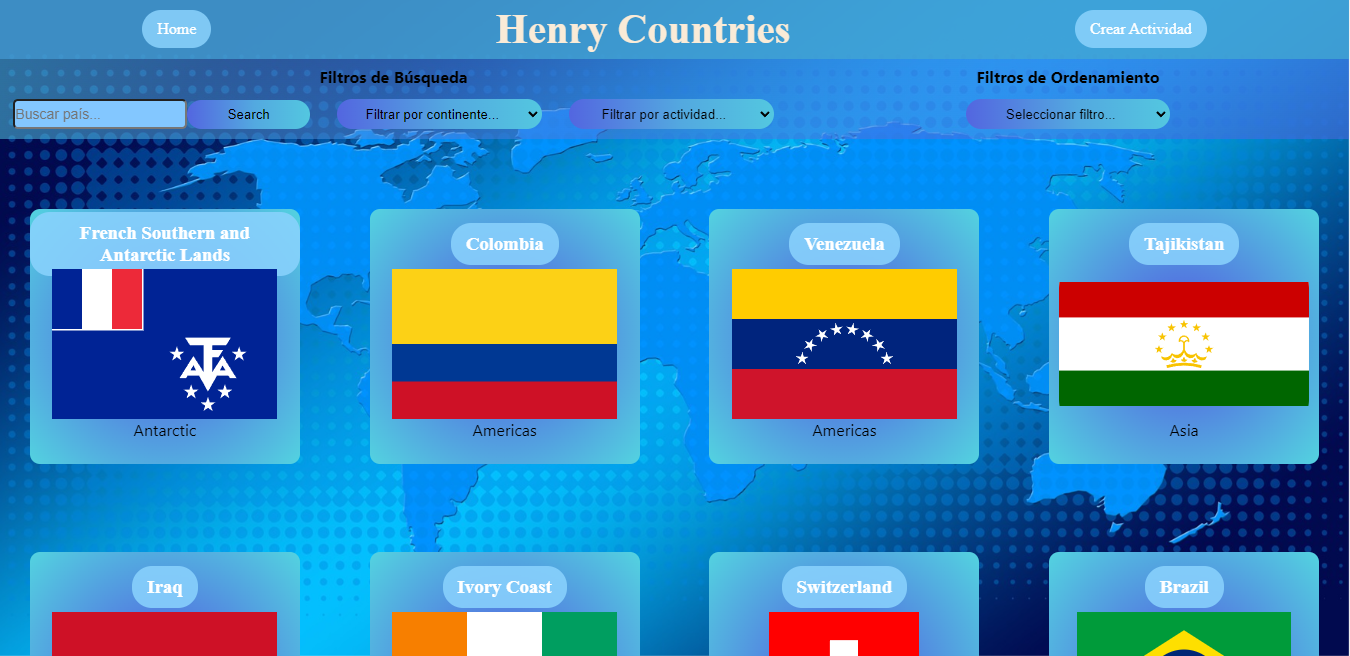 Home
Henry Countries
Crear Actividad
Filtros de Búsqueda
Filtros de Ordenamiento
Buscar país...
Search
Filtrar por continente...
Filtrar por actividad...
Seleccionar filtro...
French Southern and
Antarctic Lands
Colombia
Venezuela
Tajikistan
Antarctic
Americas
Americas
Asia
Iraq
Ivory Coast
Switzerland
Brazil